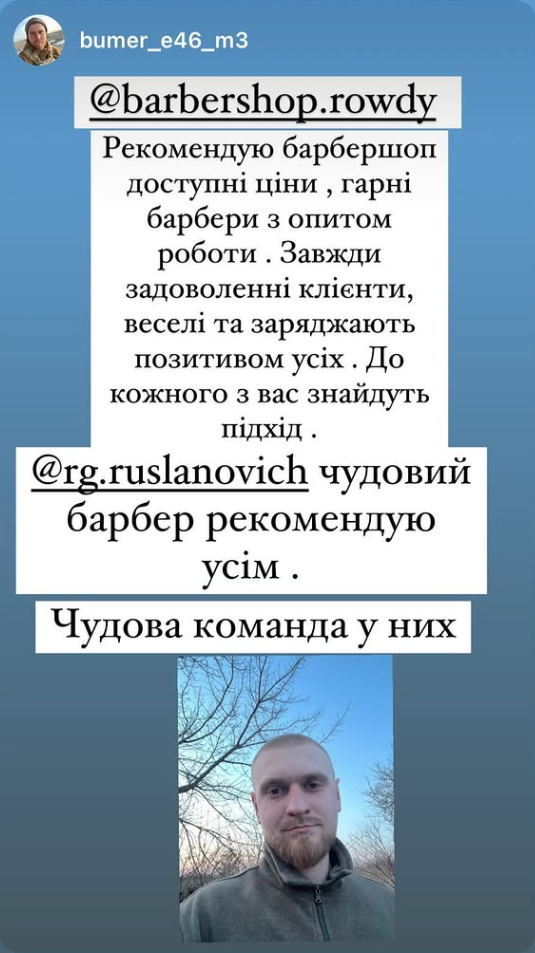 bumer_e46_m3
@barbershop.rowdy
Рекомендую барбершоп
доступні ціни , гарні
барбери з опитом
роботи . Завжди
задоволенні клієнти,
веселі та заряджають
позитивом усіх . До
кожного з вас знайдуть
підхід .
@rg.ruslanovich чудовий
барбер рекомендую
усім .
Чудова команда у них